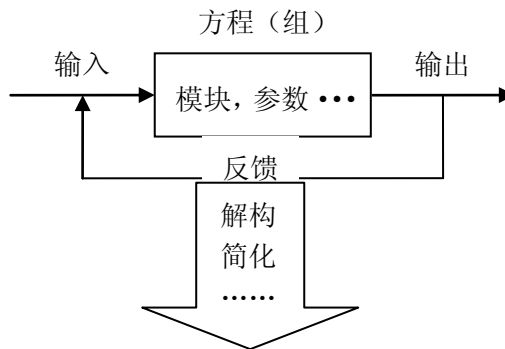 方程（组）
输入
输出
模块，参数 •••
反馈
解构
简化
……